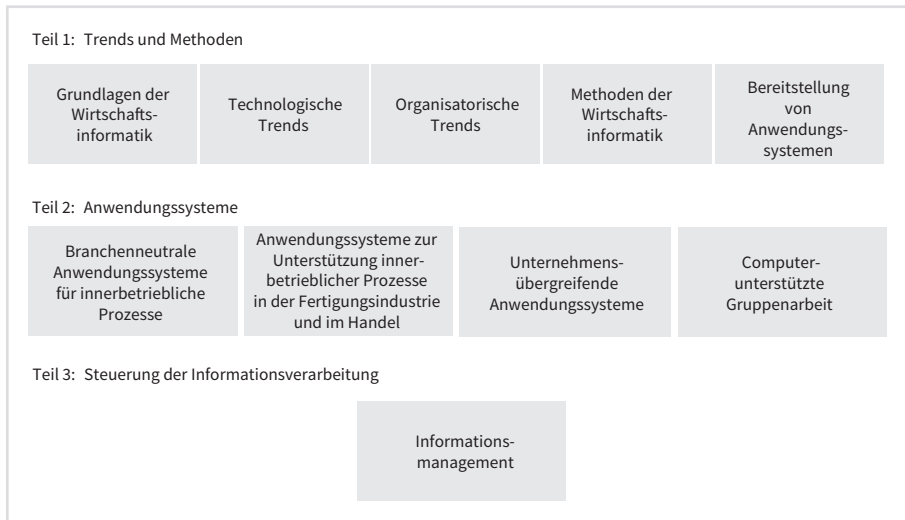 Teil 1: Trends und Methoden
Grundlagen der
Wirtschafts-
informatik
Technologische
Trends
Organisatorische
Trends
Methoden der
Wirtschafts-
informatik
Bereitstellung
von
Anwendungs-
systemen
Teil 2: Anwendungssysteme
Branchenneutrale
Anwendungssysteme
für innerbetriebliche
Prozesse
Anwendungssysteme zur
Unterstützung inner-
betrieblicher Prozesse
in der Fertigungsindustrie
und im Handel
Unternehmens-
übergreifende
Anwendungssysteme
Computer-
unterstützte
Gruppenarbeit
Teil 3: Steuerung der Informationsverarbeitung
Informations-
management